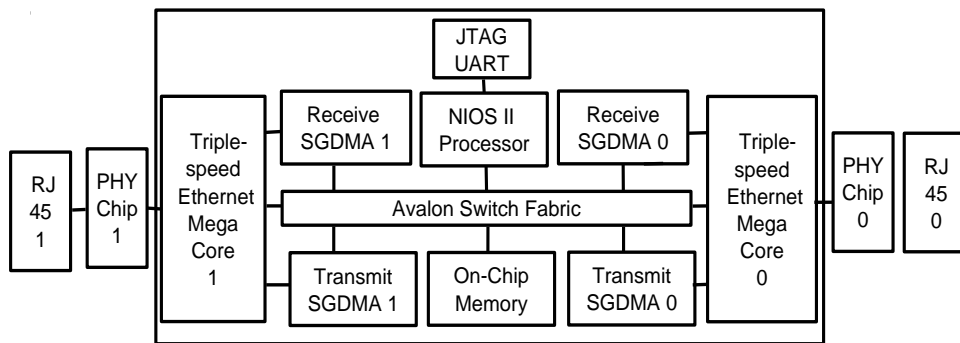 JTAG
UART
Receive
SGDMA 1
NIOS II
Processor
Receive
SGDMA 0
Triple-
speed
Ethernet
Mega
Core
1
Triple-
speed
Ethernet
Mega
Core
0
RJ
45
1
PHY
Chip
1
PHY
Chip
0
RJ
45
0
Avalon Switch Fabric
Transmit
SGDMA 1
On-Chip
Memory
Transmit
SGDMA 0